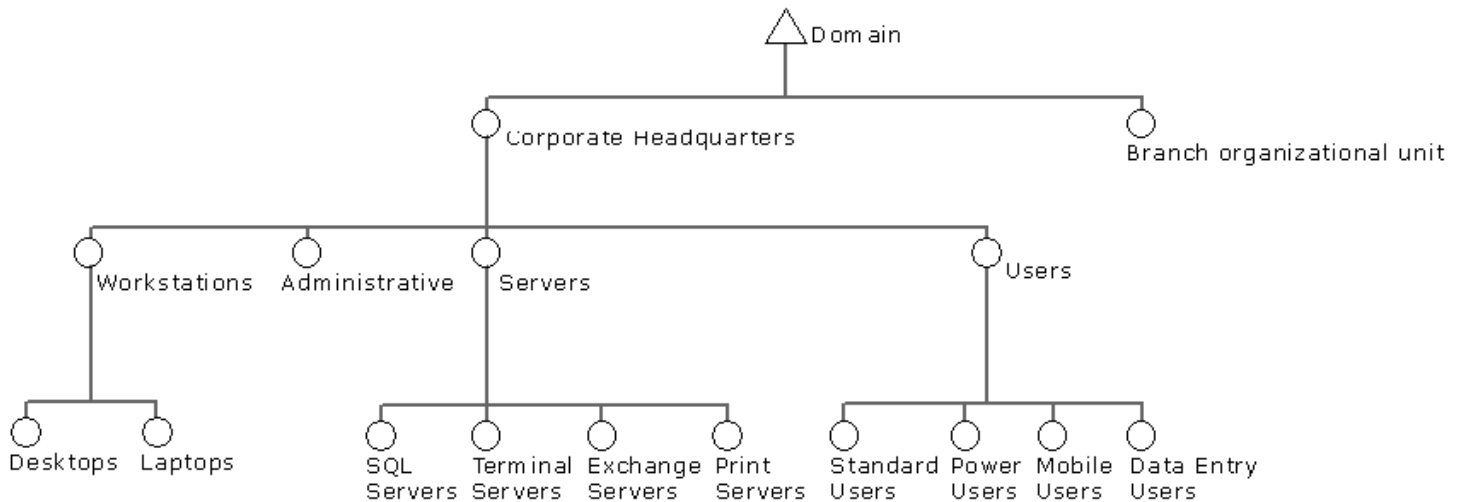 Domain
Corporate Headquarters
Branch organizational unit
Workstations
Administrative
Servers
Users
Desktops
Laptops
SQL
Servers
Terminal
Servers
Exchange
Servers
Print
Servers
Standard
Users
Power
Users
Mobile
Users
Data Entry
Users